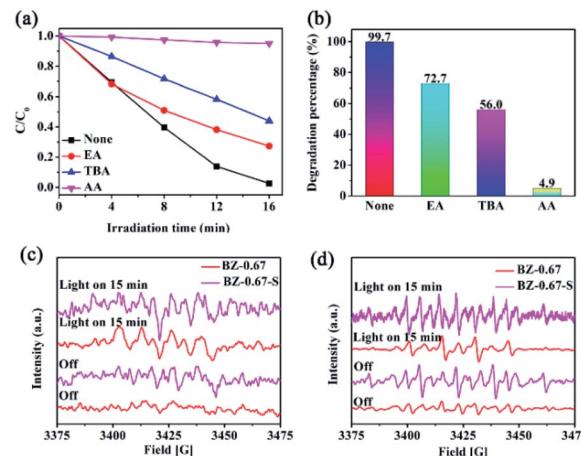 (a)
1.0
0.8
0.6
0.4
0.2
0.0
C/C0
0 4 8 12 16
Irradiation time (min)
None
EA
TBA
AA
(b)
120
100
80
60
40
20
0
Degradation percentage (%)
99.7
72.7
56.0
4.9
None EA TBA AA
(c)
BZ-0.67
BZ-0.67-S
Light on 15 min
Light on 15 min
Off
Off
Intensity (a.u.)
3375 3400 3425 3450 3475
Field [G]
(d)
BZ-0.67
BZ-0.67-S
Light on 15 min
Light on 15 min
Off
Off
Intensity (a.u.)
3375 3400 3425 3450 347
Field [G]